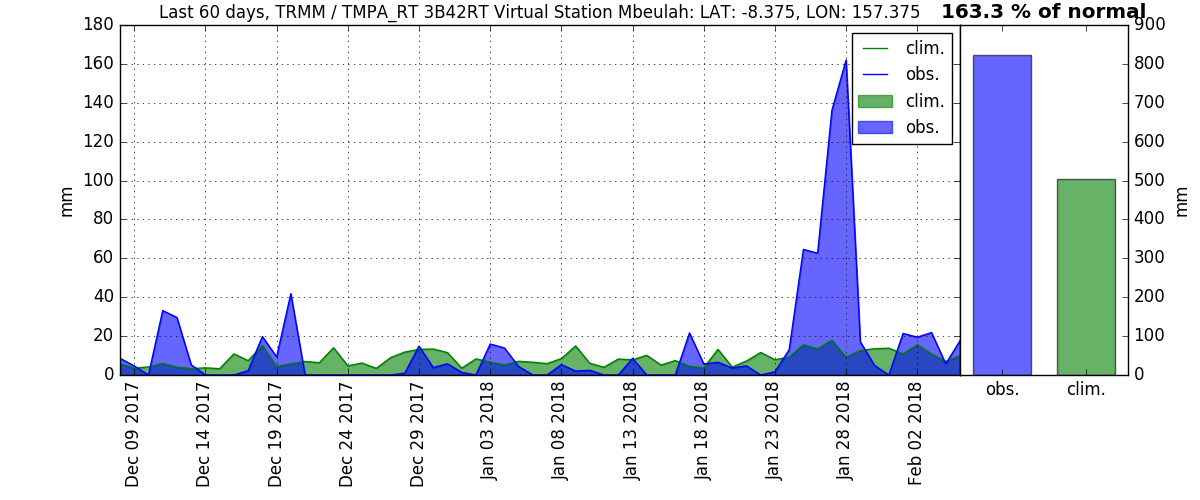 Last 60 days, TRMM / TMPA_RT 3B42RT Virtual Station Mbeulah: LAT: -8.375, LON: 157.375
163.3 % of normal
180
160
140
120
100
80
60
40
20
0
mm
clim.
obs.
clim.
obs.
900
800
700
600
500
400
300
200
100
0
mm
Dec 09 2017
Dec 14 2017
Dec 19 2017
Dec 24 2017
Dec 29 2017
Jan 03 2018
Jan 08 2018
Jan 13 2018
Jan 18 2018
Jan 23 2018
Jan 28 2018
Feb 02 2018
obs.
clim.